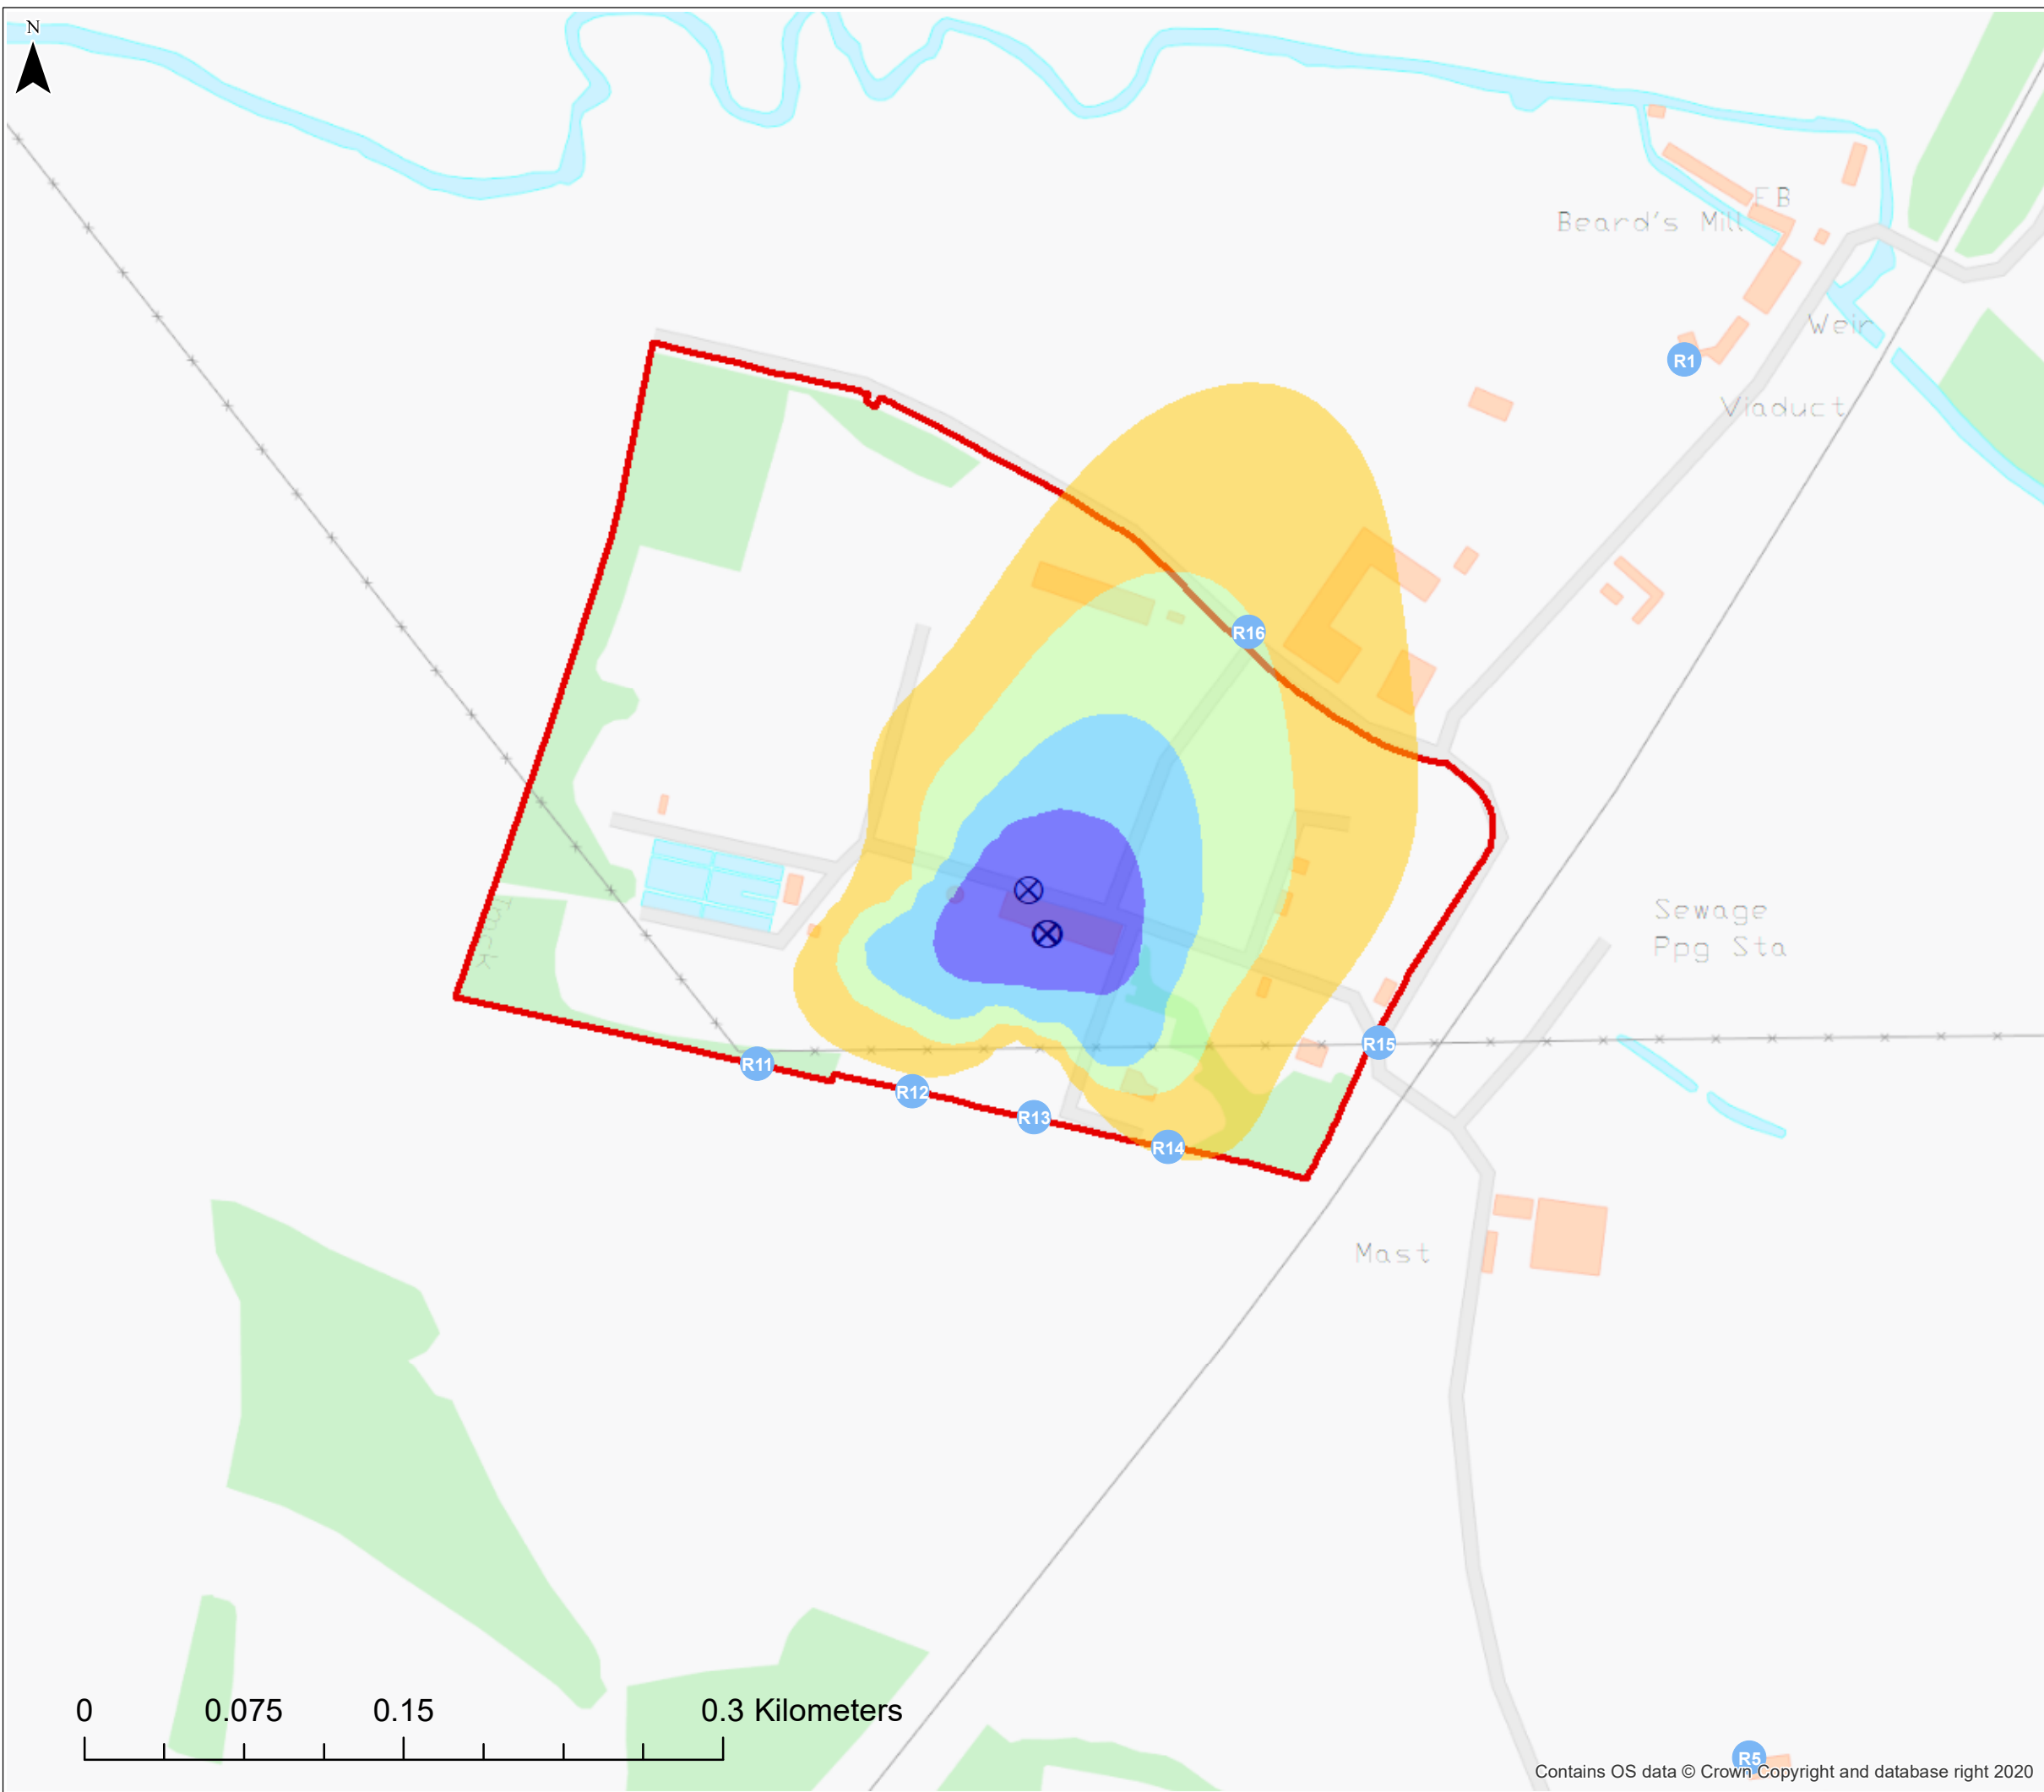 N
FB
Beard's Mill
Weir
R1
Viaduct
R16
Track
Sewage
Ppg Sta
R15
R11
R12
R13
R14
Mast
0 0.075 0.15 0.3 Kilometers
R5
Contains OS data © Crown Copyright and database right 2020